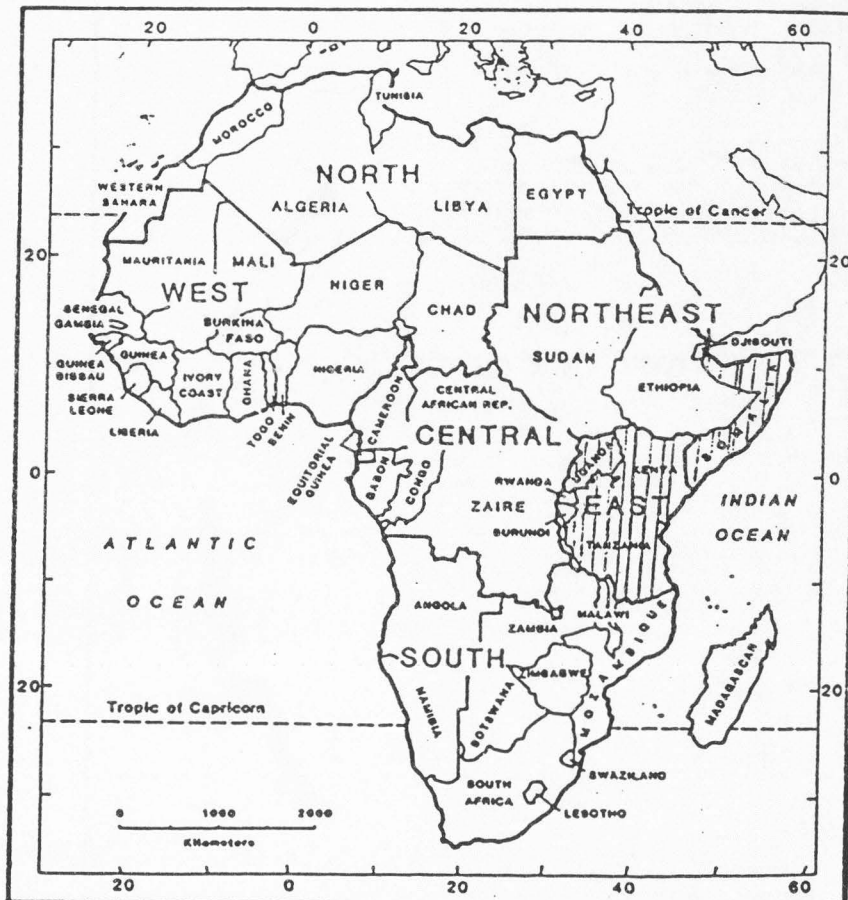 20 0 20 40 60
TUNISIA
MOROCCO
NORTH
WESTERN
SAHARA
ALGERIA
LIBYA
EGYPT
Tropic of Cancer
20
20
MAURITANIA
MALI
NIGER
WEST
CHAD
NORTHEAST
SENEGAL
GAMBIA
BURKINA
FASO
SUDAN
DJIBOUTI
GUINEA
BISSAU
GUINEA
IVORY
COAST
GHANA
NIGERIA
ETHIOPIA
SIERRA
LEONE
CENTRAL
AFRICAN REP.
SOMALIA
LIBERIA
TOGO
BENIN
CAMEROON
CENTRAL
EQUITORIAL
GUINEA
UGANDA
KENYA
0
0
GABON
CONGO
RWANDA
ZAIRE
EAST
INDIAN
OCEAN
BURUNDI
TANZANIA
ATLANTIC
OCEAN
ANGOLA
MALAWI
ZAMBIA
SOUTH
ZIMBABWE
MOZAMBIQUE
MADAGASCAR
20
20
Tropic of Capricorn
NAMIBIA
BOTSWANA
SWAZILAND
SOUTH
AFRICA
LESOTHO
0 1000 2000
Kilometers
20 0 20 40 60